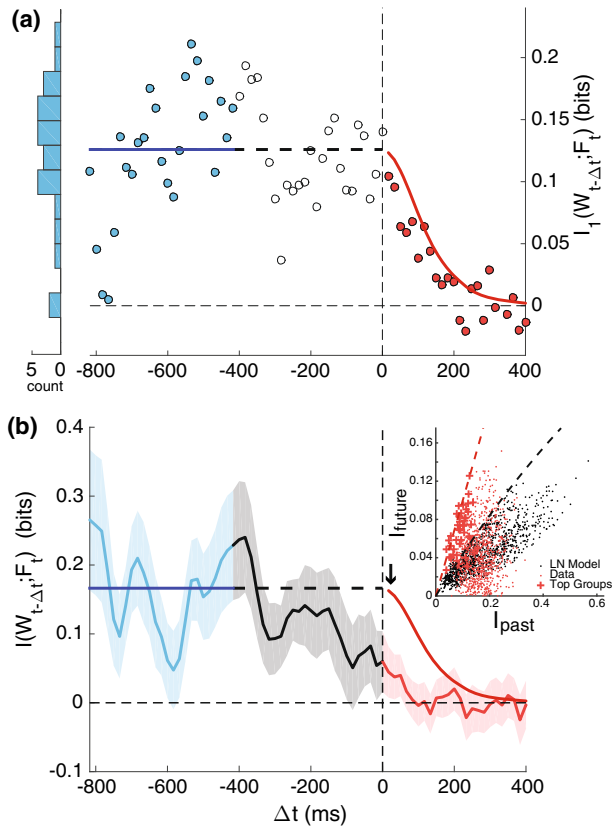 (a)
0.2
0.15
0.1
0.05
0
I1(Wt-Δt;Ft) (bits)
5 0
count
-800 -600 -400 -200 0 200 400
(b)
0.4
0.3
0.2
0.1
0
-0.1
I(Wt-Δt;Ft) (bits)
-800 -600 -400 -200 0 200 400
Δt (ms)
0.16
0.12
0.08
0.04
0
Ifuture
LN Model
Data
Top Groups
0 0.2 0.4 0.6
Ipast